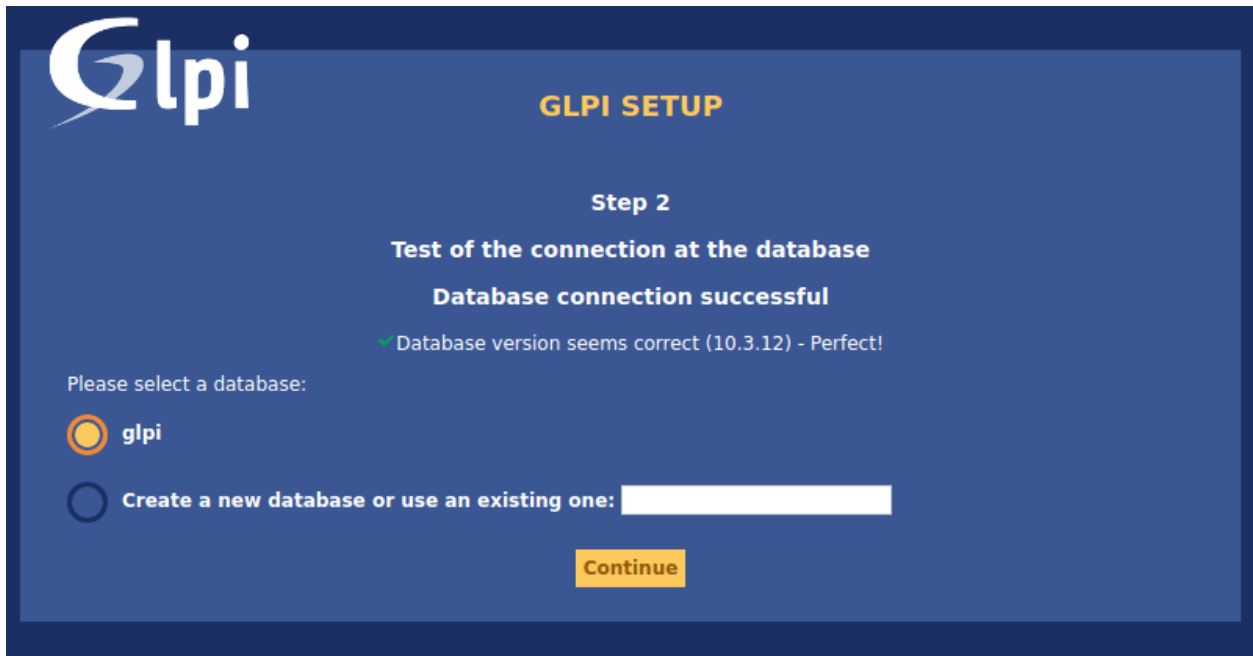 Glpi
GLPI SETUP
Step 2
Test of the connection at the database
Database connection successful
Database version seems correct (10.3.12) - Perfect!
Please select a database:
glpi
Create a new database or use an existing one:
Continue